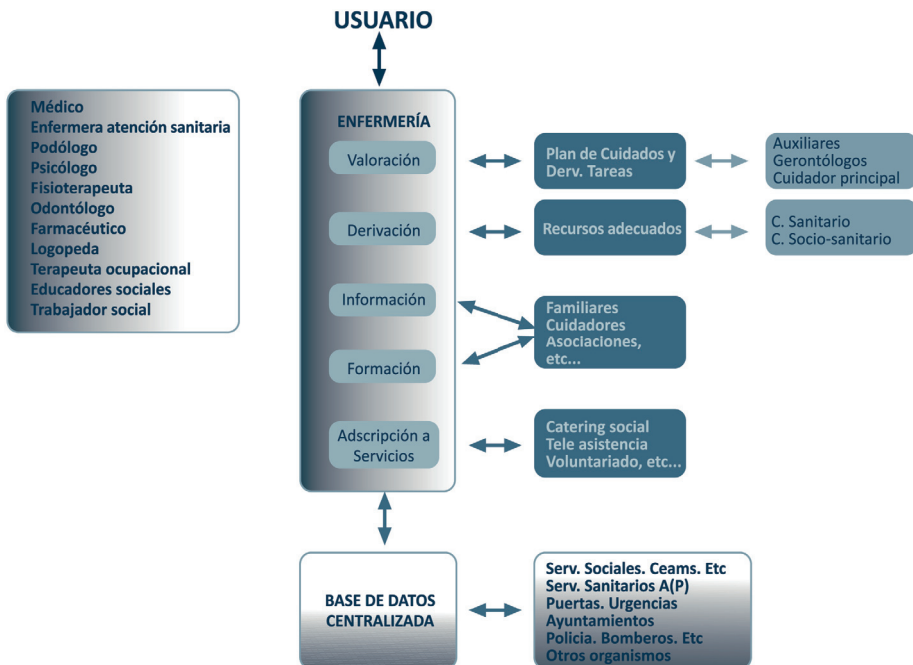 USUARIO
Médico
Enfermera atención sanitaria
Podólogo
Psicólogo
Fisioterapeuta
Odontólogo
Farmacéutico
Logopeda
Terapeuta ocupacional
Educadores sociales
Trabajador social
ENFERMERÍA
Valoración
Plan de Cuidados y
Derv. Tareas
Auxiliares
Gerontólogos
Cuidador principal
Derivación
Recursos adecuados
C. Sanitario
C. Socio-sanitario
Información
Formación
Familiares
Cuidadores
Asociaciones,
etc...
Adscripción a
Servicios
Catering social
Tele asistencia
Voluntariado, etc...
BASE DE DATOS
CENTRALIZADA
Serv. Sociales. Ceams. Etc
Serv. Sanitarios A(P)
Puertas. Urgencias
Ayuntamientos
Policia. Bomberos. Etc
Otros organismos